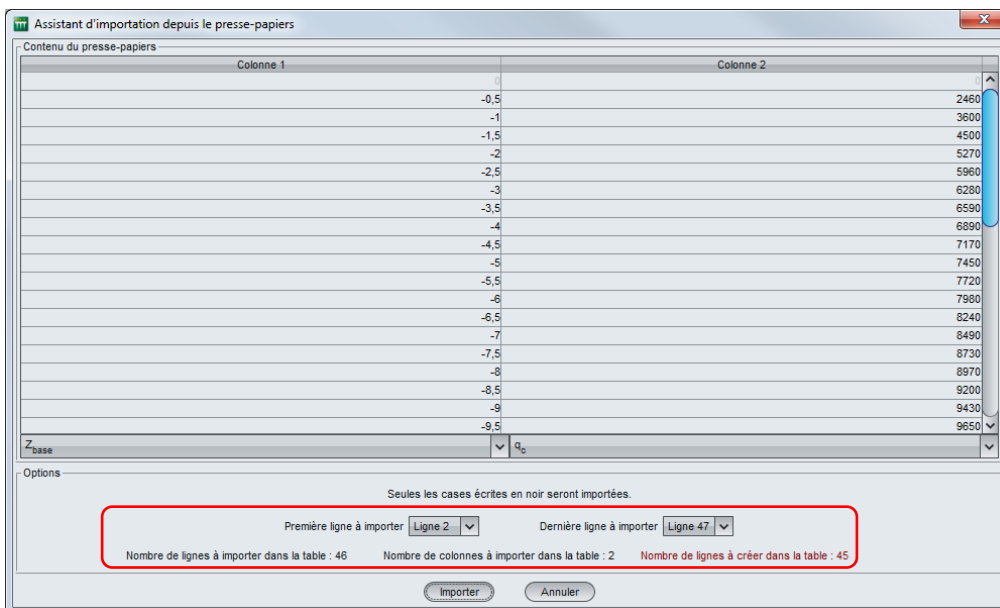 Assistant d'importation depuis le presse-papiers
Contenu du presse-papiers
Colonne 1 Colonne 2
0 0
-0,5 2460
-1 3600
-1,5 4500
-2 5270
-2,5 5960
-3 6280
-3,5 6590
-4 6890
-4,5 7170
-5 7450
-5,5 7720
-6 7980
-6,5 8240
-7 8490
-7,5 8730
-8 8970
-8,5 9200
-9 9430
-9,5 9650
Zbase qc
Options
Seules les cases écrites en noir seront importées.
Première ligne à importer Ligne 2 Dernière ligne à importer Ligne 47
Nombre de lignes à importer dans la table : 46 Nombre de colonnes à importer dans la table : 2 Nombre de lignes à créer dans la table : 45
Importer Annuler